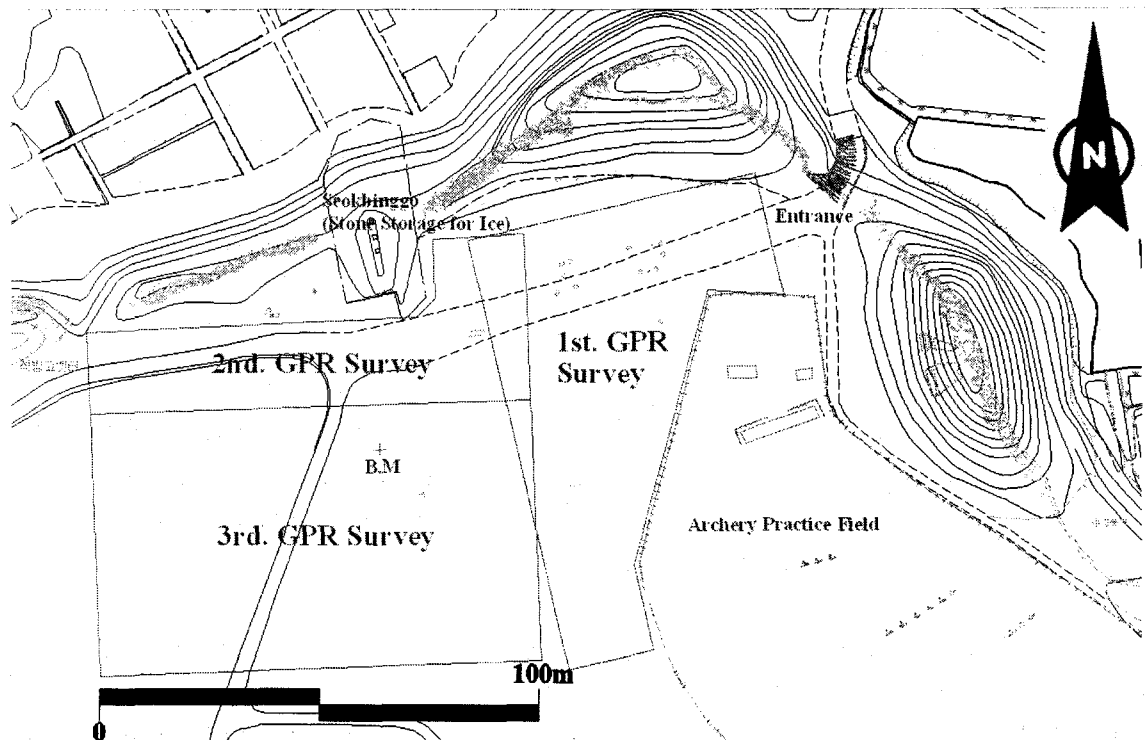 N
Seokbinggo
(Stone Storage for Ice)
Entrance
1st. GPR
Survey
2nd. GPR Survey
B.M
3rd. GPR Survey
Archery Practice Field
100m
0